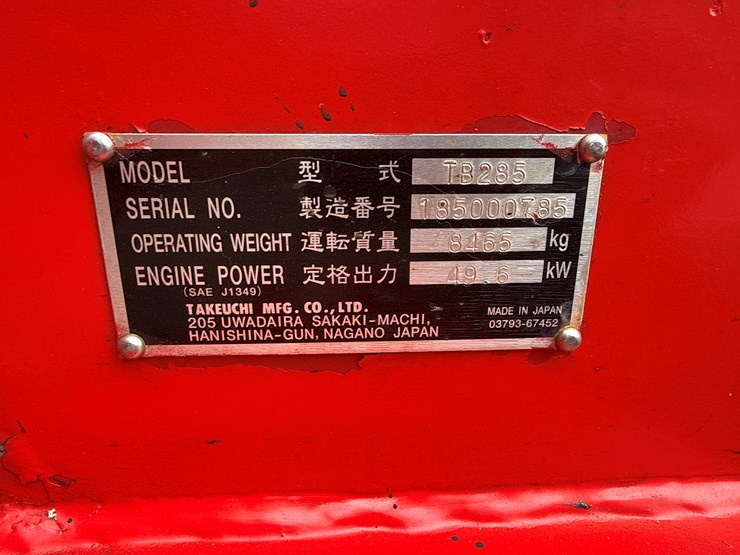 MODEL 型 式 TB285
SERIAL NO. 製造番号 185000785
OPERATING WEIGHT 運転質量 8465 kg
ENGINE POWER 定格出力 49.6 kW
(SAE J1349)
TAKEUCHI MFG. CO., LTD.
205 UWADAIRA SAKAKI-MACHI,
HANISHINA-GUN, NAGANO JAPAN
MADE IN JAPAN
03793-67452